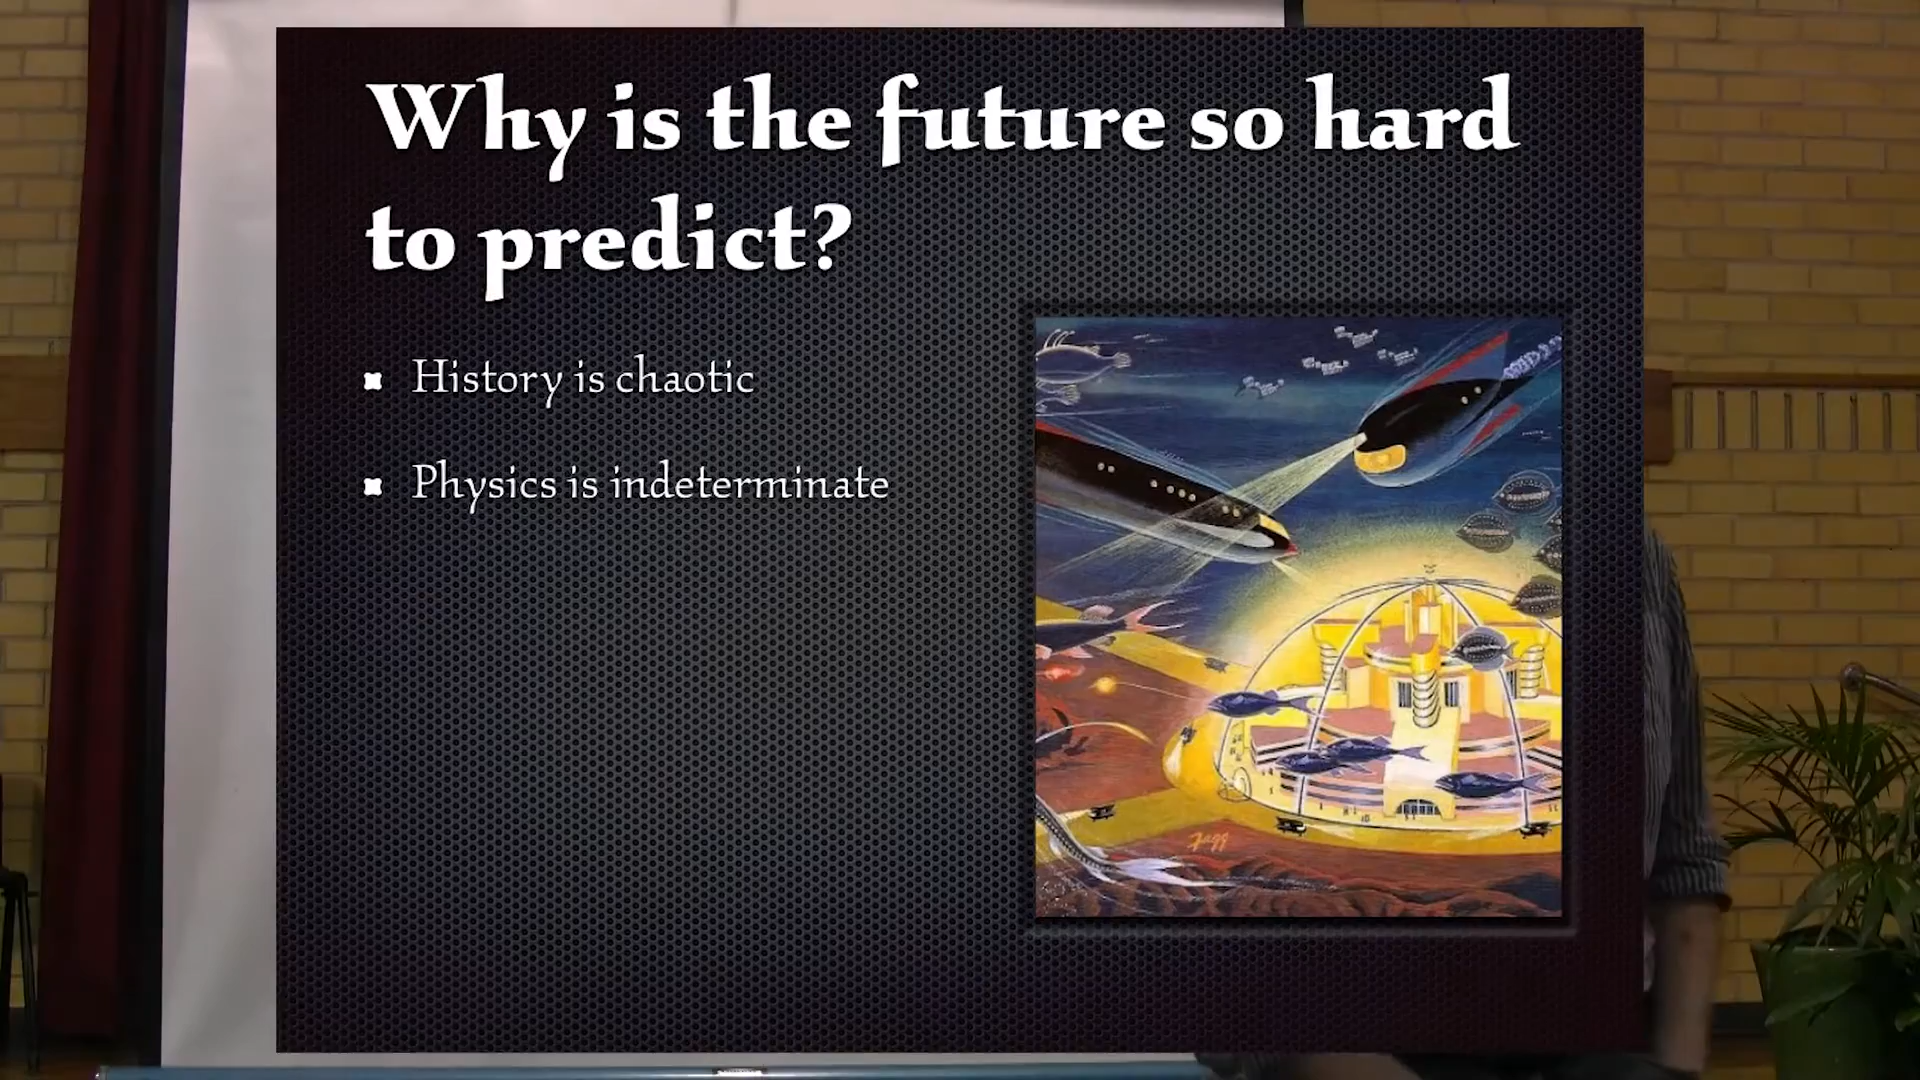 Why is the future so hard
to predict?
History is chaotic
Physics is indeterminate